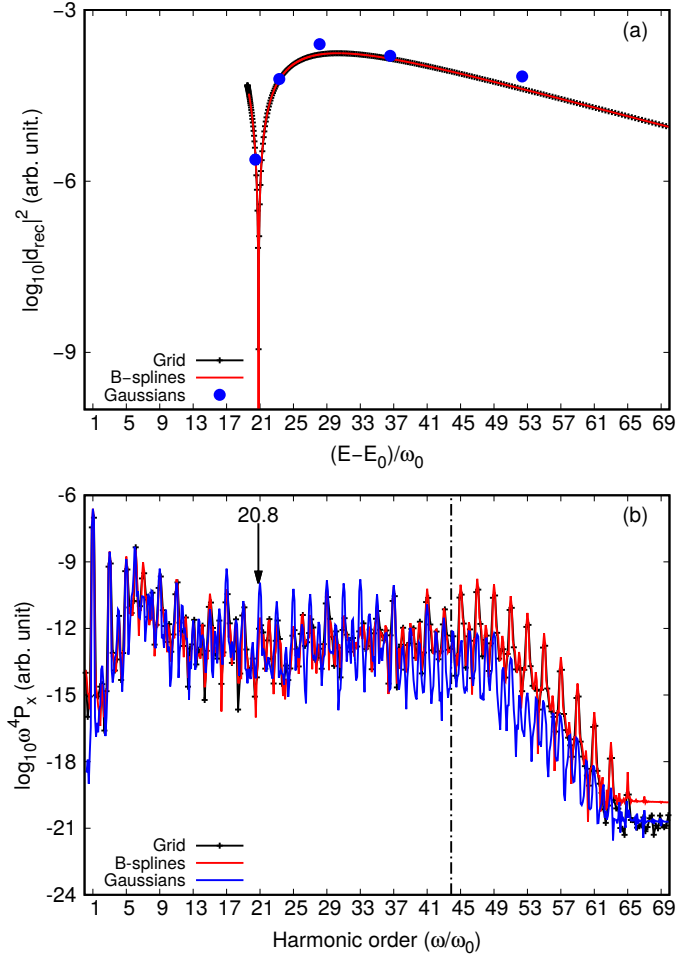 (a)
-3
-6
-9
log10|drec|2 (arb. unit.)
Grid
B-splines
Gaussians
1 5 9 13 17 21 25 29 33 37 41 45 49 53 57 61 65 69
(E-E0)/ω0
(b)
20.8
-6
-9
-12
-15
-18
-21
-24
log10ω4Px (arb. unit)
Grid
B-splines
Gaussians
1 5 9 13 17 21 25 29 33 37 41 45 49 53 57 61 65 69
Harmonic order (ω/ω0)